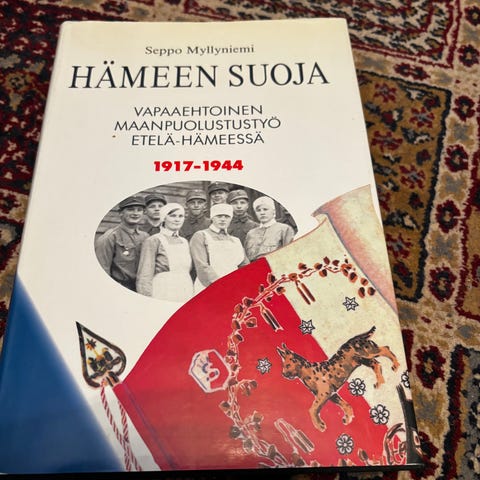 Seppo Myllyniemi
HÄMEEN SUOJA
VAPAAEHTOINEN
MAANPUOLUSTUSTYÖ
ETELÄ-HÄMEESSÄ
1917-1944
S